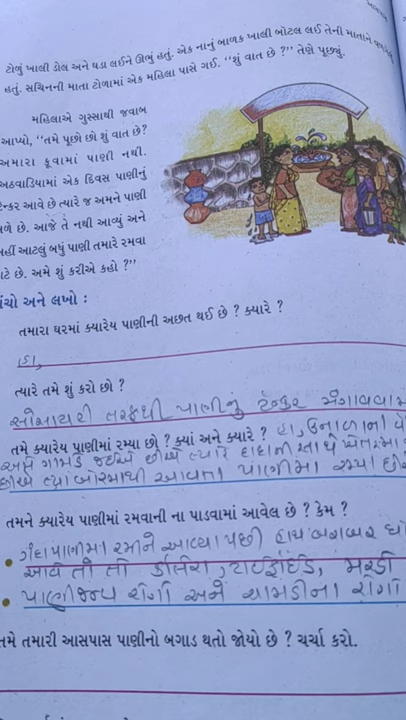 ટોળું ખાલી ડોલ અને ઘડા લઈને ઊભું હતું. એક નાનું બાળક ખાલી બૉટલ લઈ તેની માતાને
હતું. સચિનની માતા ટોળામાં એક મહિલા પાસે ગઈ. “શું વાત છે ?” તેણે પૂછ્યું.
મહિલાએ ગુસ્સાથી જવાબ
આપ્યો, “તમે પૂછો છો શું વાત છે?
અમારા કૂવામાં પાણી નથી.
અઠવાડિયામાં એક દિવસ પાણીનું
ટેન્કર આવે છે ત્યારે જ અમને પાણી
મળે છે. આજે તે નથી આવ્યું અને
અહીં આટલું બધું પાણી તમારે રમવા
માટે છે. અમે શું કરીએ કહો ?”
અને લખો :
તમારા ઘરમાં ક્યારેય પાણીની અછત થઈ છે ? ક્યારે ?
હા,
ત્યારે તમે શું કરો છો ?
સોસાયટી તરફથી પાણીનુ ટેન્કર મંગાવવામ
તમે ક્યારેય પાણીમાં રમ્યા છો ? ક્યાં અને ક્યારે ? હા, ઉનાળાના વે
અમે ગામડે જઈએ છીએ ત્યારે દાદાની સાથે ખેતરમા
છીએ ત્યા બોરમાથી આવતા પાણીમા રમ્યા છીએ
તમને ક્યારેય પાણીમાં રમવાની ના પાડવામાં આવેલ છે ? કેમ ?
ગંદા પાણીમા રમીને આવ્યા પછી હાથ બરાબર ધો
આવે તો તો કોલેરા, ટાઈફોઈડ, મરડો
પાણીજન્ય રોગો અને ચામડીના રોગો
તમે તમારી આસપાસ પાણીનો બગાડ થતો જોયો છે ? ચર્ચા કરો.